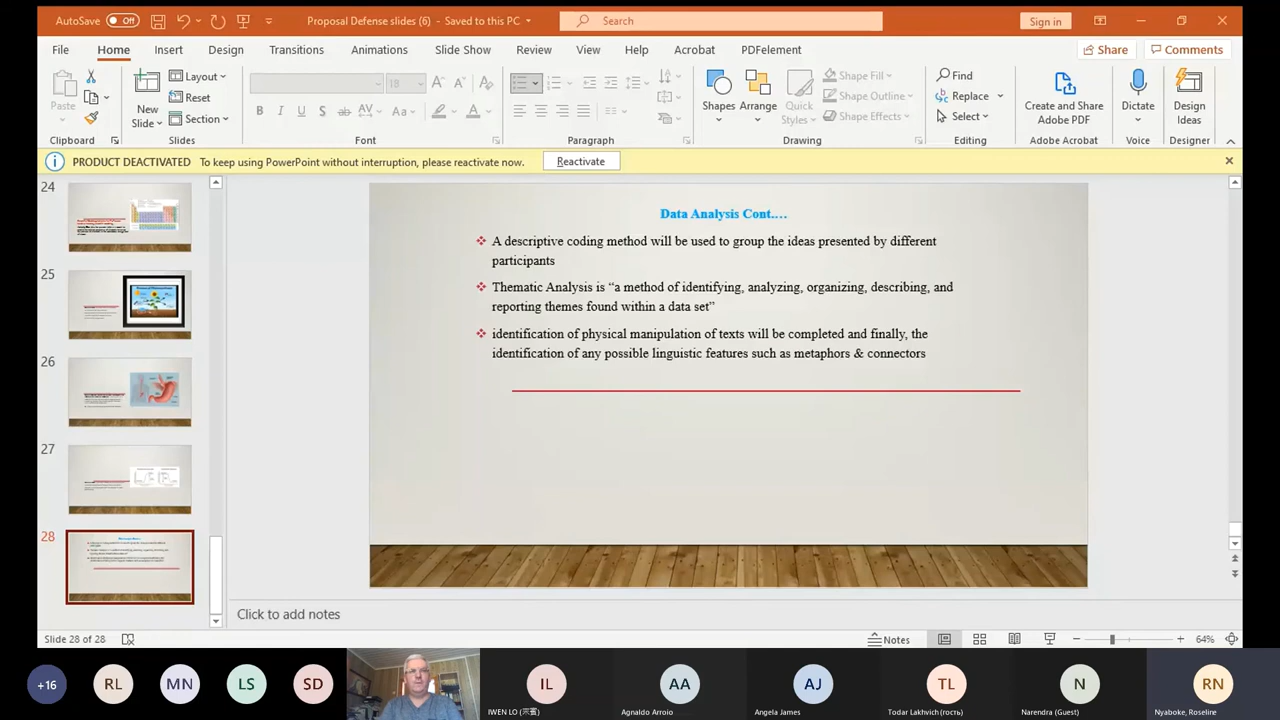 AutoSave
Off
Proposal Defense slides (6) - Saved to this PC
Search
Sign in
File
Home
Insert
Design
Transitions
Animations
Slide Show
Review
View
Help
Acrobat
PDFelement
Share
Comments
Paste
Clipboard
New
Slide
Layout
Reset
Section
Slides
18
B I U S ab AV Aa A
Font
Paragraph
Shapes
Arrange
Quick
Styles
Shape Fill
Shape Outline
Shape Effects
Drawing
Find
Replace
Select
Editing
Create and Share
Adobe PDF
Adobe Acrobat
Dictate
Voice
Design
Ideas
Designer
PRODUCT DEACTIVATED To keep using PowerPoint without interruption, please reactivate now.
Reactivate
24
25
26
27
28
Data Analysis Cont.…
A descriptive coding method will be used to group the ideas presented by different
participants
Thematic Analysis is “a method of identifying, analyzing, organizing, describing, and
reporting themes found within a data set”
identification of physical manipulation of texts will be completed and finally, the
identification of any possible linguistic features such as metaphors & connectors
Click to add notes
Slide 28 of 28
Notes
64%
+16
RL
MN
LS
SD
IL
IWEN LO (來賓)
AA
Agnaldo Arroio
AJ
Angela James
TL
Todar Lakhvich (гость)
N
Narendra (Guest)
RN
Nyaboke, Roseline